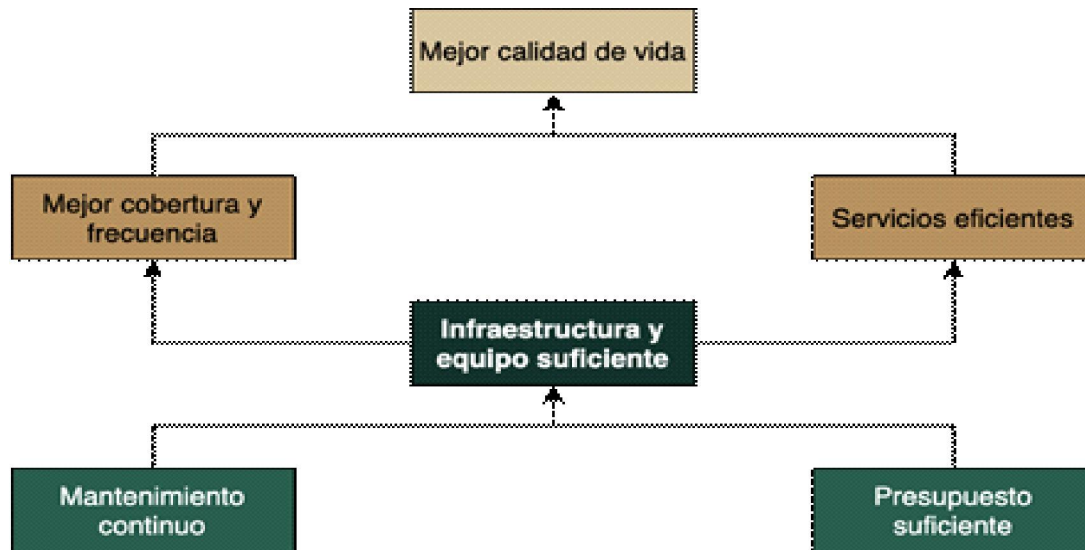 Mejor calidad de vida
Mejor cobertura y
frecuencia
Servicios eficientes
Infraestructura y
equipo suficiente
Mantenimiento
continuo
Presupuesto
suficiente